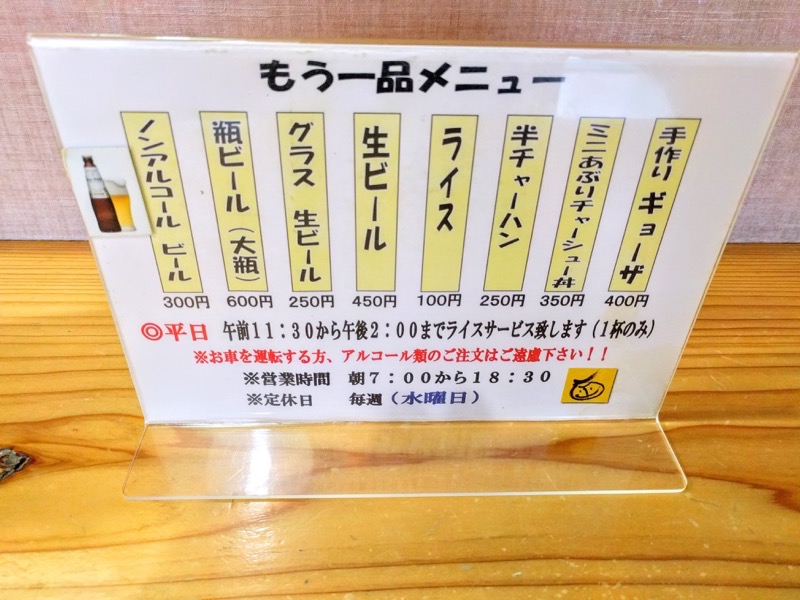 もう一品メニュー
手作り ギョーザ
400円
ミニあぶりチャーシュー丼
350円
半チャーハン
250円
ライス
100円
生ビール
450円
グラス 生ビール
250円
瓶ビール（大瓶）
600円
ノンアルコール ビール
300円
◎平日 午前11：30から午後2：00までライスサービス致します（1杯のみ）
※お車を運転する方、アルコール類のご注文はご遠慮下さい！！
※営業時間 朝7：00から18：30
※定休日 毎週（水曜日）